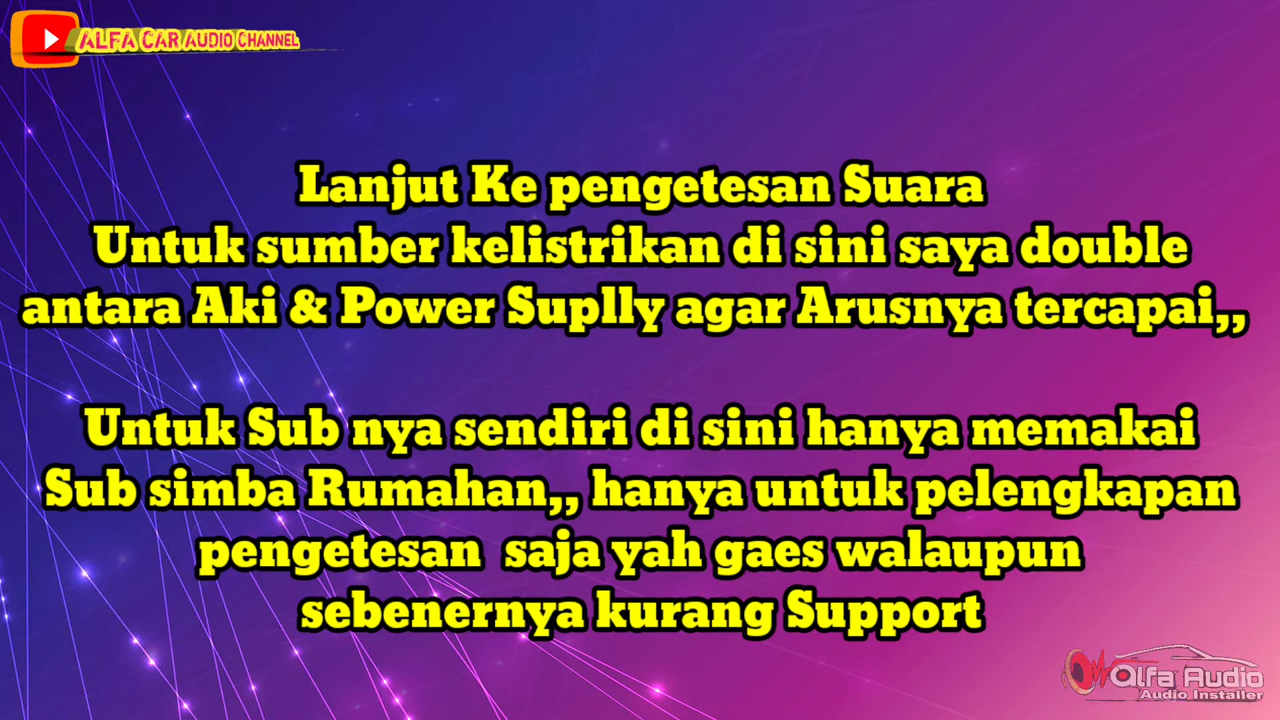 ALFA CAR AUDIO CHANNEL
Lanjut Ke pengetesan Suara
Untuk sumber kelistrikan di sini saya double
antara Aki & Power Suplly agar Arusnya tercapai,,
Untuk Sub nya sendiri di sini hanya memakai
Sub simba Rumahan,, hanya untuk pelengkapan
pengetesan saja yah gaes walaupun
sebenernya kurang Support
Alfa Audio
Audio Installer